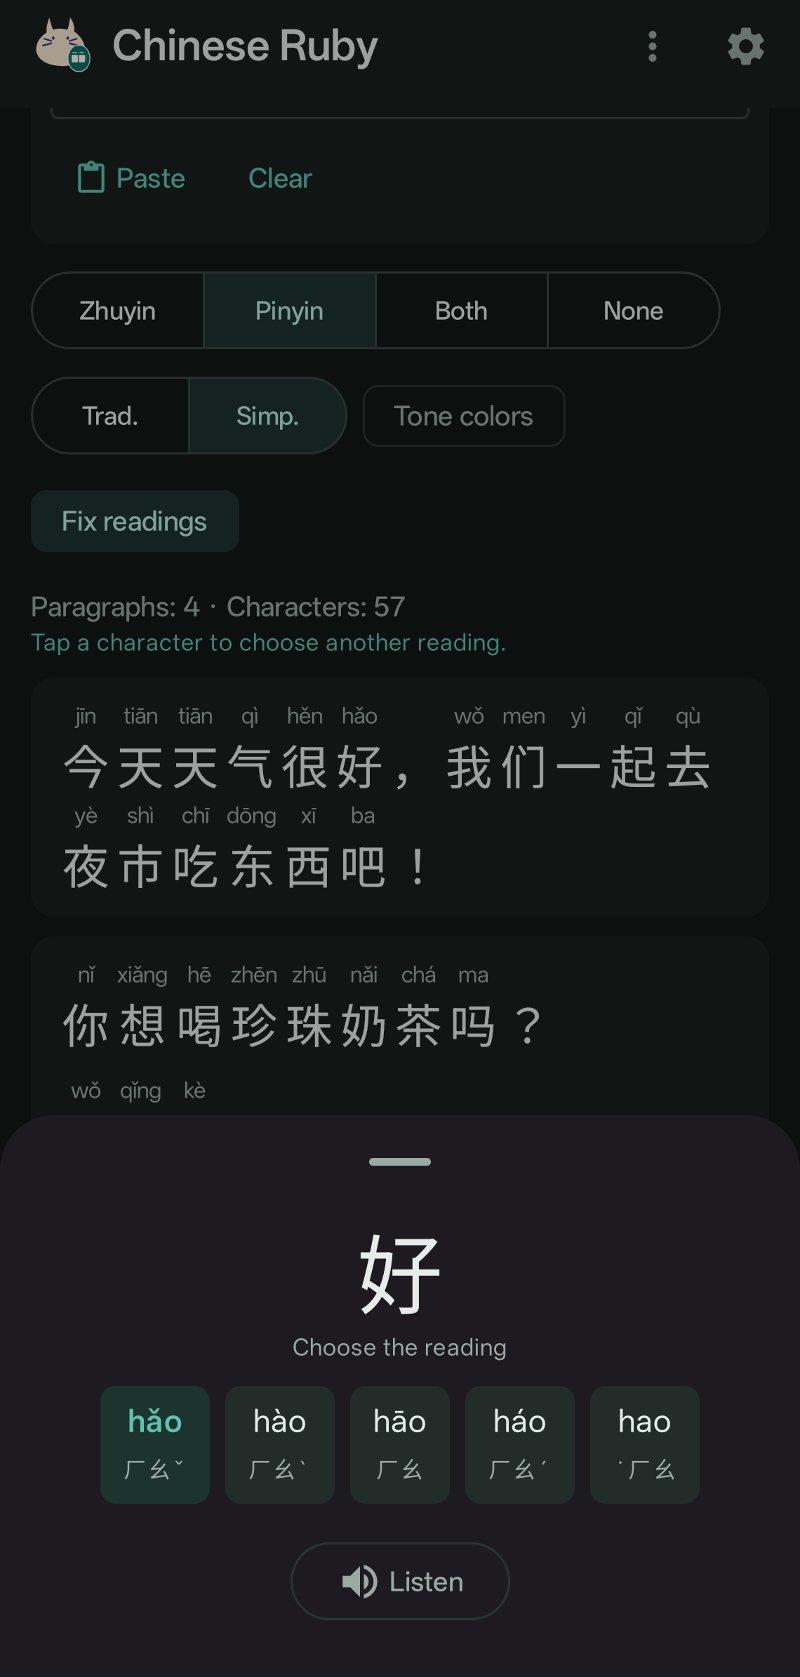 Chinese Ruby
Paste
Clear
Zhuyin
Pinyin
Both
None
Trad.
Simp.
Tone colors
Fix readings
Paragraphs: 4 · Characters: 57
Tap a character to choose another reading.
jīn tiān tiān qì hěn hǎo wǒ men yì qǐ qù
今天天气很好，我们一起去
yè shì chī dōng xī ba
夜市吃东西吧！
nǐ xiǎng hē zhēn zhū nǎi chá ma
你想喝珍珠奶茶吗？
wǒ qǐng kè
好
Choose the reading
hǎo hào hāo háo hao
ㄏㄠˇ ㄏㄠˋ ㄏㄠ ㄏㄠˊ ˙ㄏㄠ
Listen